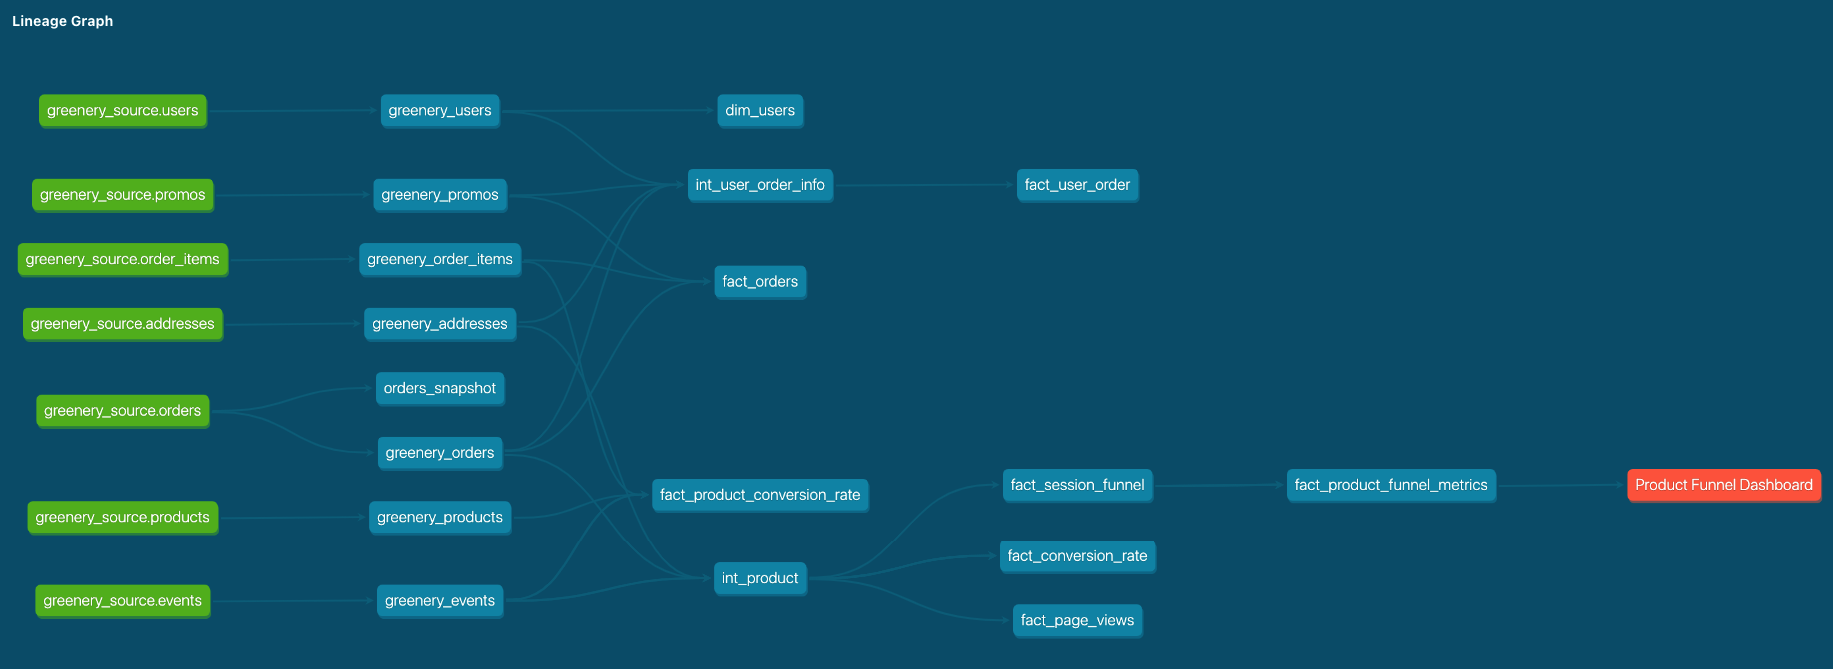 Lineage Graph
greenery_source.users
greenery_users
dim_users
int_user_order_info
fact_user_order
greenery_source.promos
greenery_promos
greenery_source.order_items
greenery_order_items
fact_orders
greenery_source.addresses
greenery_addresses
orders_snapshot
greenery_source.orders
greenery_orders
fact_product_conversion_rate
fact_session_funnel
fact_product_funnel_metrics
Product Funnel Dashboard
greenery_source.products
greenery_products
fact_conversion_rate
int_product
greenery_source.events
greenery_events
fact_page_views